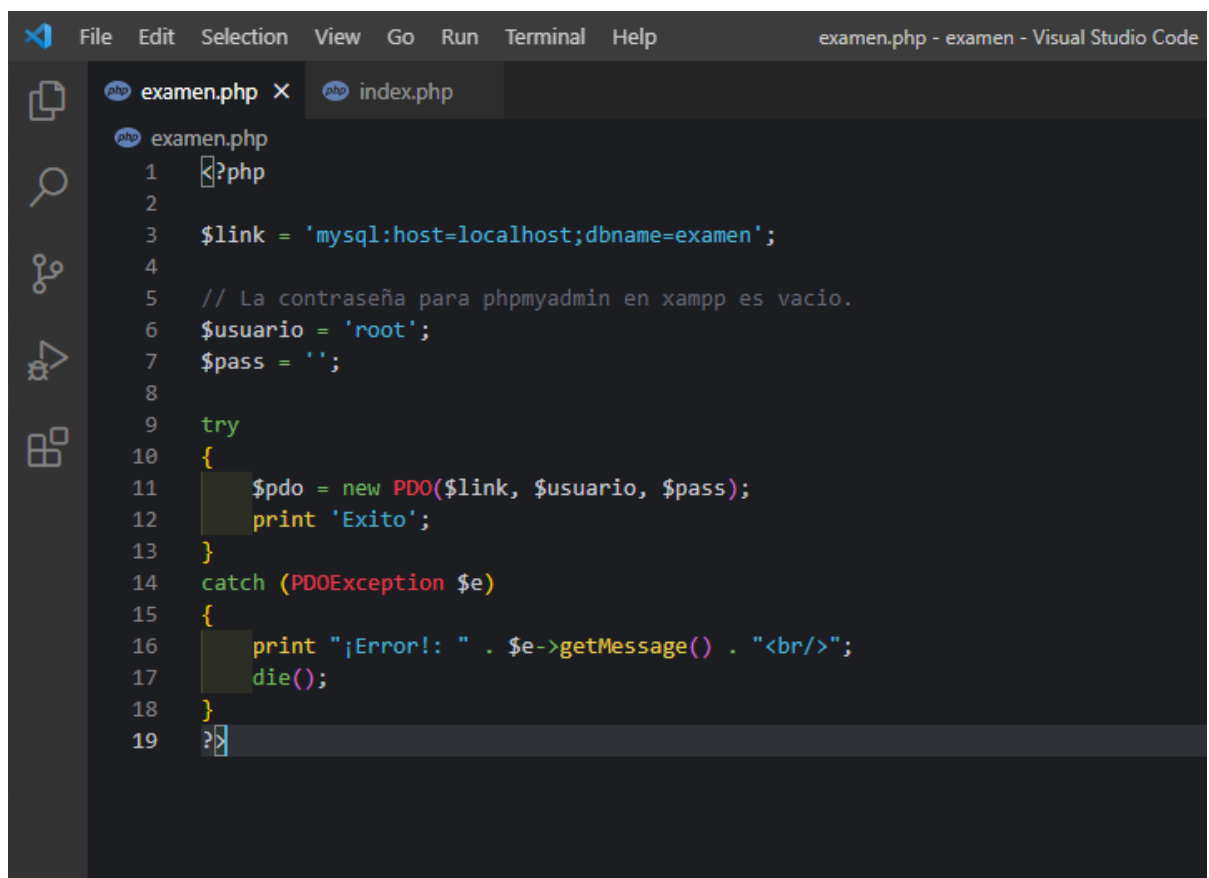 File Edit Selection View Go Run Terminal Help examen.php - examen - Visual Studio Code
php examen.php × php index.php
php examen.php
1 <?php
2
3 $link = 'mysql:host=localhost;dbname=examen';
4
5 // La contraseña para phpmyadmin en xampp es vacio.
6 $usuario = 'root';
7 $pass = '';
8
9 try
10 {
11     $pdo = new PDO($link, $usuario, $pass);
12     print 'Exito';
13 }
14 catch (PDOException $e)
15 {
16     print "¡Error!: " . $e->getMessage() . "<br/>";
17     die();
18 }
19 ?>